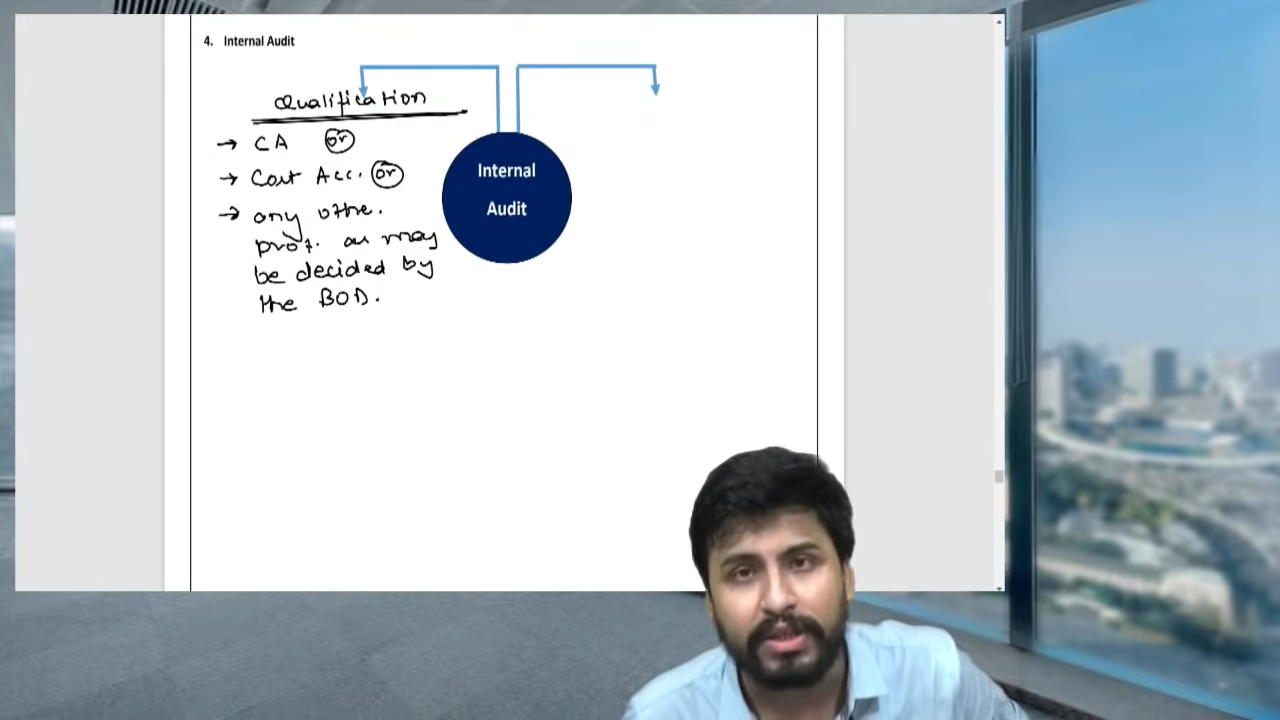 4. Internal Audit
Qualification
→ CA or
→ Cost Acc. or
→ any othe.
prof. as may
be decided by
the BOD.
Internal
Audit